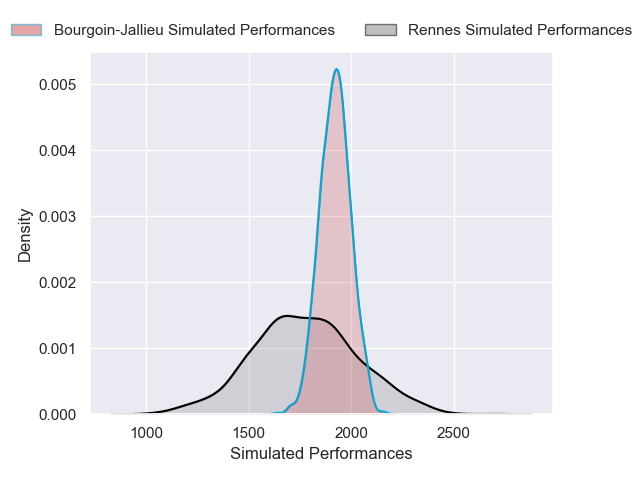 Bourgoin-Jallieu Simulated Performances Rennes Simulated Performances
0.005
0.004
0.003
0.002
0.001
0.000
Density
1000 1500 2000 2500
Simulated Performances